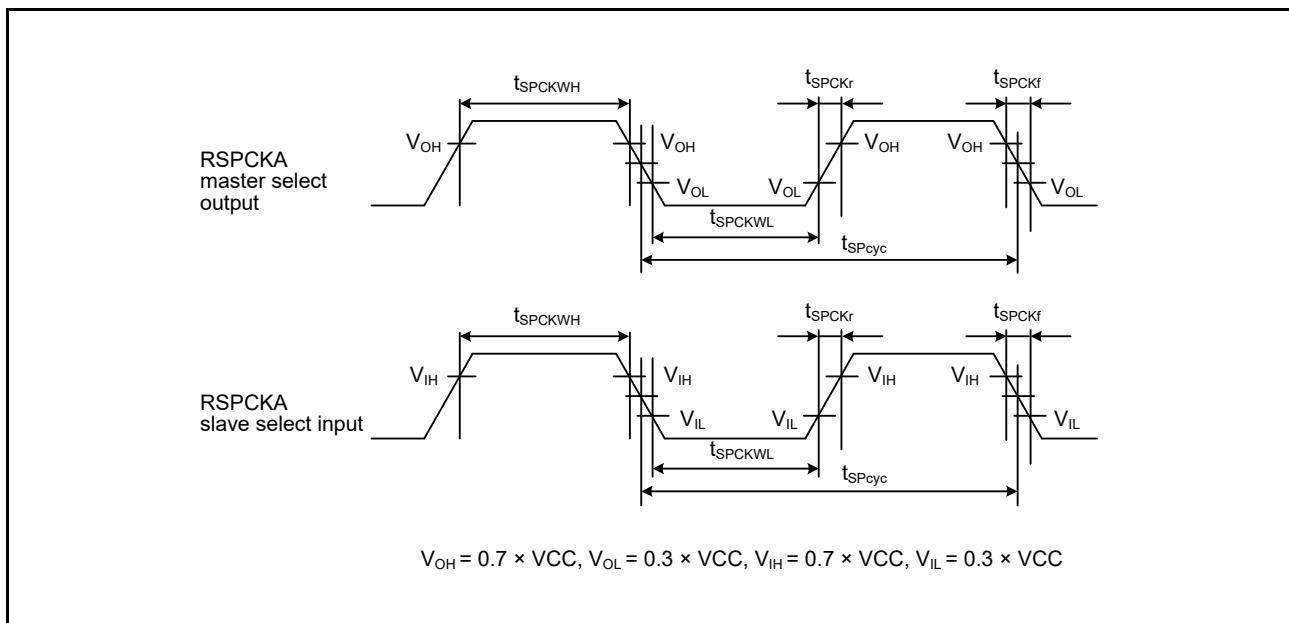 tSPCKWH
tSPCKr
tSPCKf
RSPCKA
master select
output
VOH
VOH
VOH
VOH
VOL
VOL
VOL
tSPCKWL
tSPcyc
tSPCKWH
tSPCKr
tSPCKf
RSPCKA
slave select input
VIH
VIH
VIH
VIH
VIL
VIL
VIL
tSPCKWL
tSPcyc
VOH = 0.7 × VCC, VOL = 0.3 × VCC, VIH = 0.7 × VCC, VIL = 0.3 × VCC